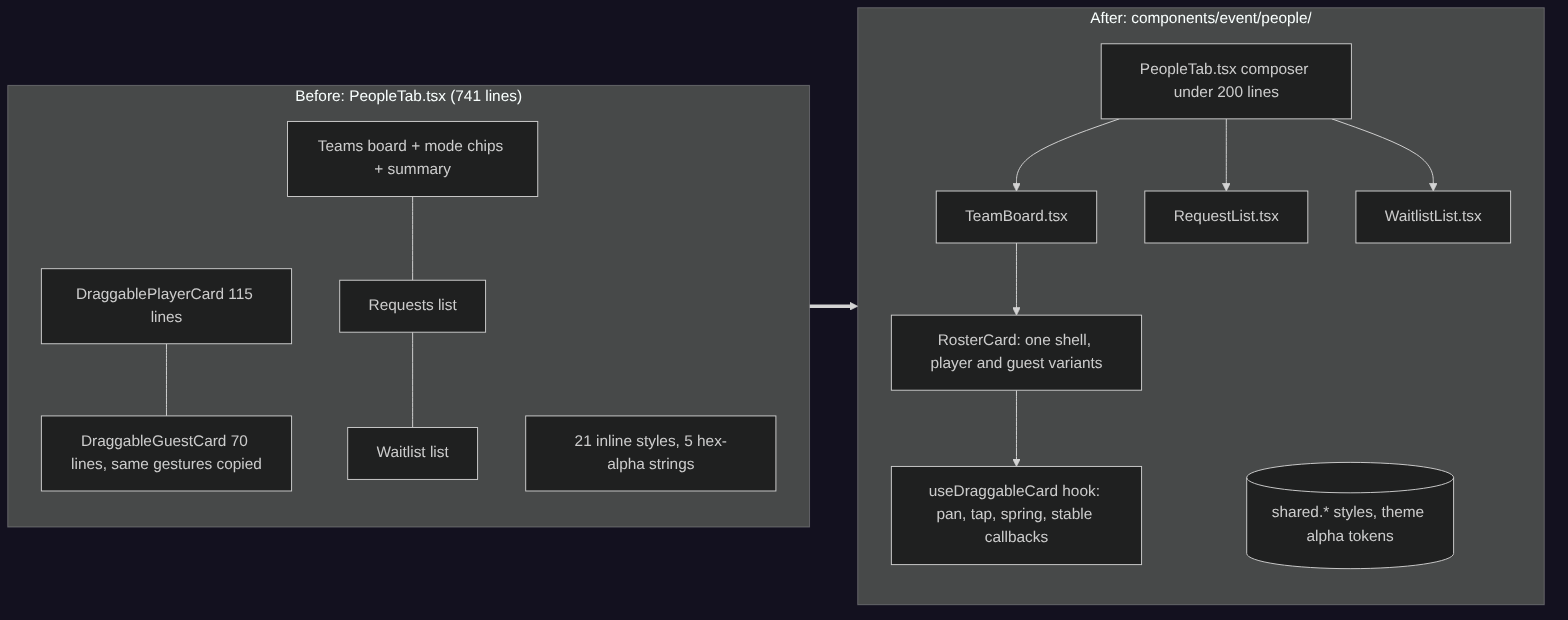 Before: PeopleTab.tsx (741 lines)
Teams board + mode chips
+ summary
DraggablePlayerCard 115
lines
Requests list
DraggableGuestCard 70
lines, same gestures copied
Waitlist list
21 inline styles, 5 hex-
alpha strings
After: components/event/people/
PeopleTab.tsx composer
under 200 lines
TeamBoard.tsx
RequestList.tsx
WaitlistList.tsx
RosterCard: one shell,
player and guest variants
useDraggableCard hook:
pan, tap, spring, stable
callbacks
shared.* styles, theme
alpha tokens